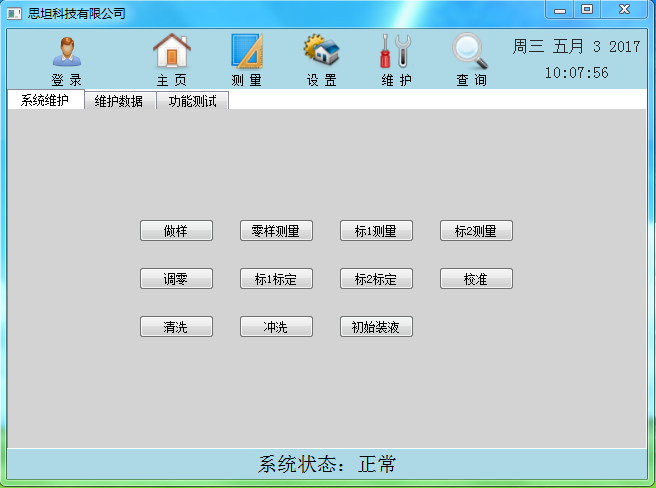 思坦科技有限公司
登 录 主 页 测 量 设 置 维 护 查 询
周三 五月 3 2017
10:07:56
系统维护 维护数据 功能测试
做样 零样测量 标1测量 标2测量
调零 标1标定 标2标定 校准
清洗 冲洗 初始装液
系统状态: 正常